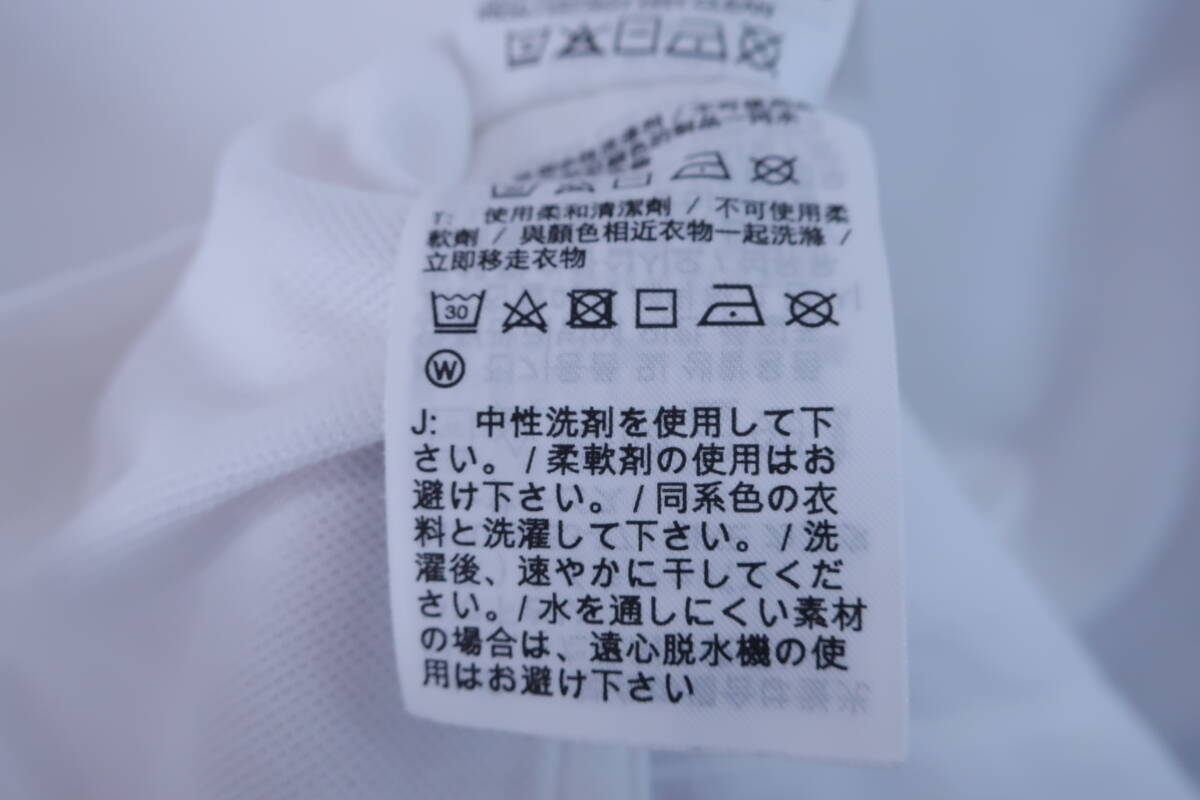 T: 使用柔和清潔劑 / 不可使用柔
軟劑 / 與顏色相近衣物一起洗滌 /
立即移走衣物
30
W
J: 中性洗剤を使用して下
さい。/ 柔軟剤の使用はお
避け下さい。/ 同系色の衣
料と洗濯して下さい。/ 洗
濯後、速やかに干してくだ
さい。/ 水を通しにくい素材
の場合は、遠心脱水機の使
用はお避け下さい